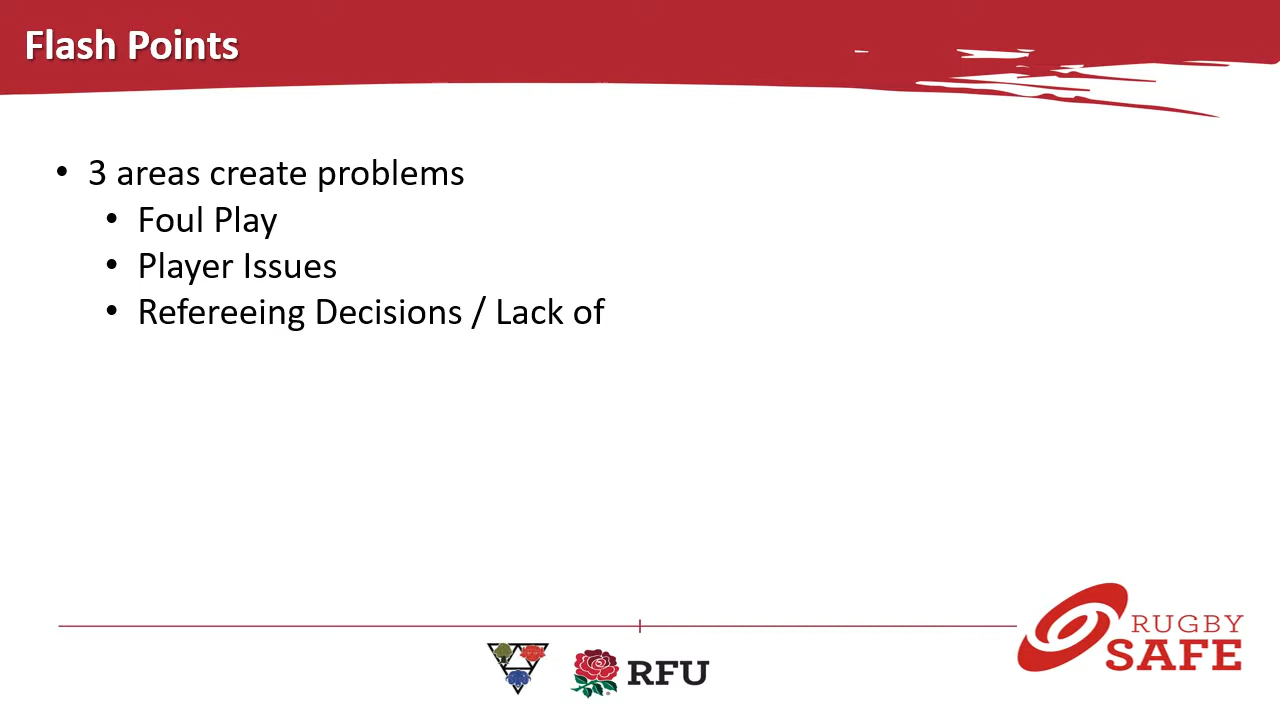 Flash Points
• 3 areas create problems
• Foul Play
• Player Issues
• Refereeing Decisions / Lack of
RFU
RUGBY
SAFE